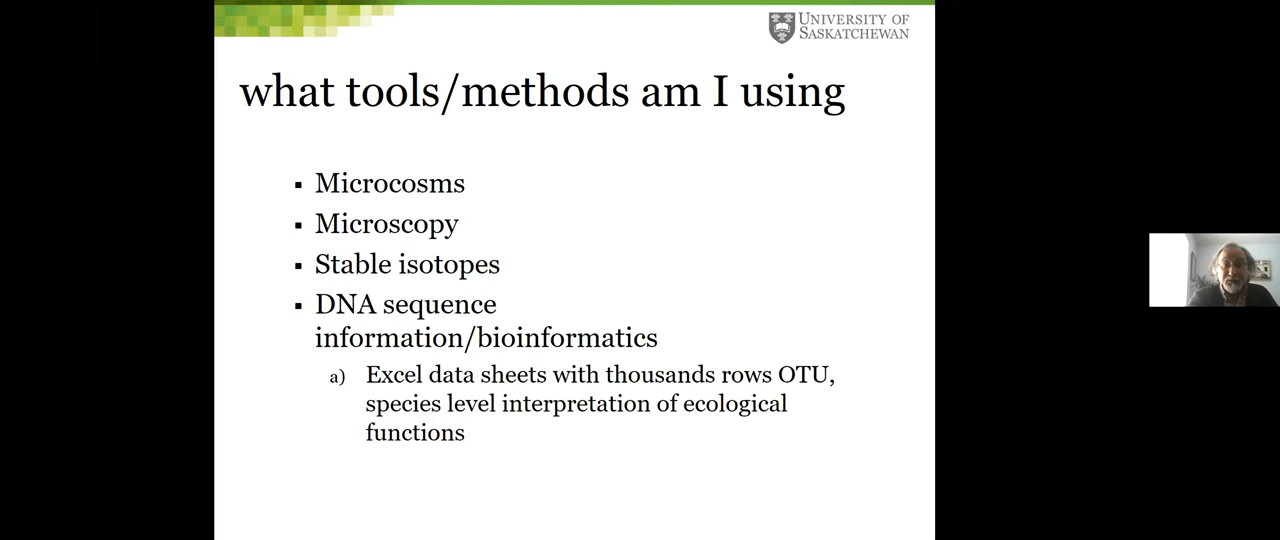 UNIVERSITY OF
SASKATCHEWAN
what tools/methods am I using
▪ Microcosms
▪ Microscopy
▪ Stable isotopes
▪ DNA sequence
information/bioinformatics
a) Excel data sheets with thousands rows OTU,
species level interpretation of ecological
functions